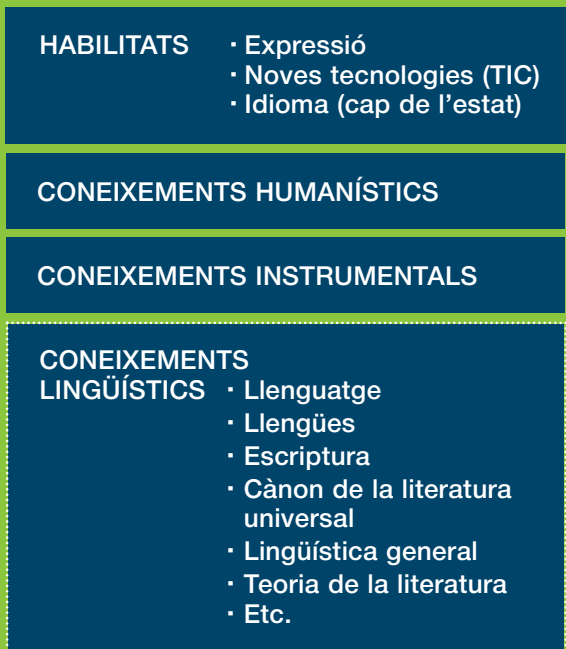 HABILITATS · Expressió
· Noves tecnologies (TIC)
· Idioma (cap de l’estat)
CONEIXEMENTS HUMANÍSTICS
CONEIXEMENTS INSTRUMENTALS
CONEIXEMENTS
LINGÜÍSTICS · Llenguatge
· Llengües
· Escriptura
· Cànon de la literatura
universal
· Lingüística general
· Teoria de la literatura
· Etc.